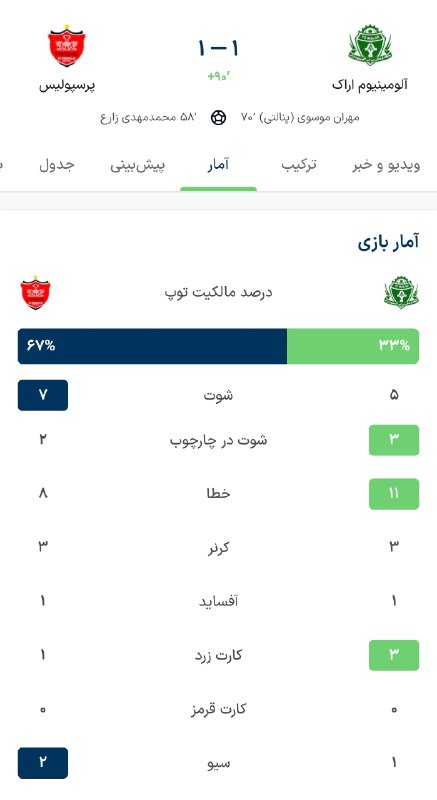 ۱ - ۱
+۹۰'
آلومینیوم اراک
پرسپولیس
مهران موسوی (پنالتی) ۷۰'
۵۸' محمدمهدی زارع
ویدیو و خبر
ترکیب
آمار
پیش‌بینی
جدول
آمار بازی
درصد مالکیت توپ
۳۳% ۶۷%
۵ شوت ۷
۳ شوت در چارچوب ۲
۱۱ خطا ۸
۳ کرنر ۳
۱ آفساید ۱
۳ کارت زرد ۱
۰ کارت قرمز ۰
۱ سیو ۲